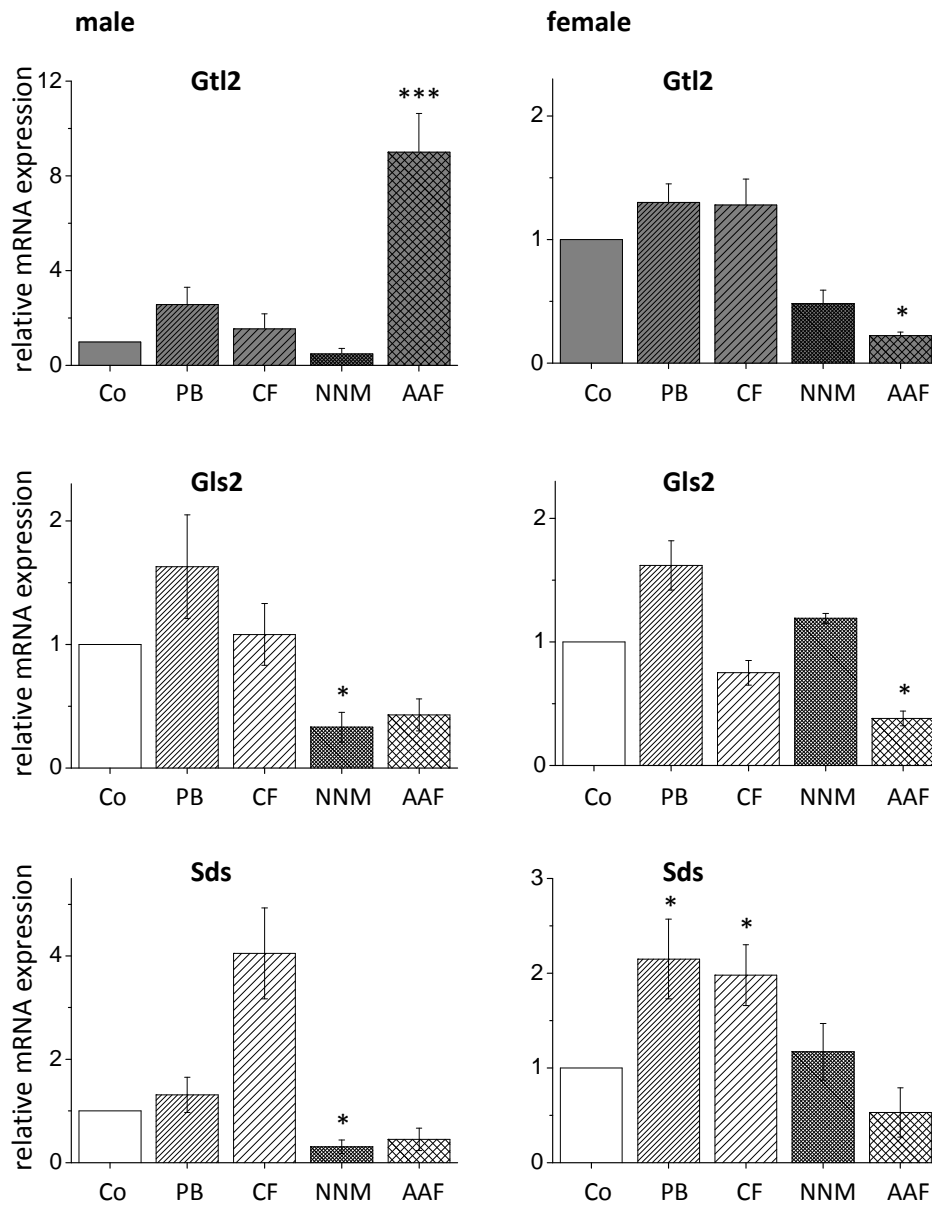 male
female
Gtl2
relative mRNA expression
12
8
4
0
***
Co PB CF NNM AAF
Gtl2
2
1
0
*
Co PB CF NNM AAF
Gls2
relative mRNA expression
2
1
0
*
Co PB CF NNM AAF
Gls2
2
1
0
*
Co PB CF NNM AAF
Sds
relative mRNA expression
4
2
0
*
Co PB CF NNM AAF
Sds
3
2
1
0
*
*
Co PB CF NNM AAF